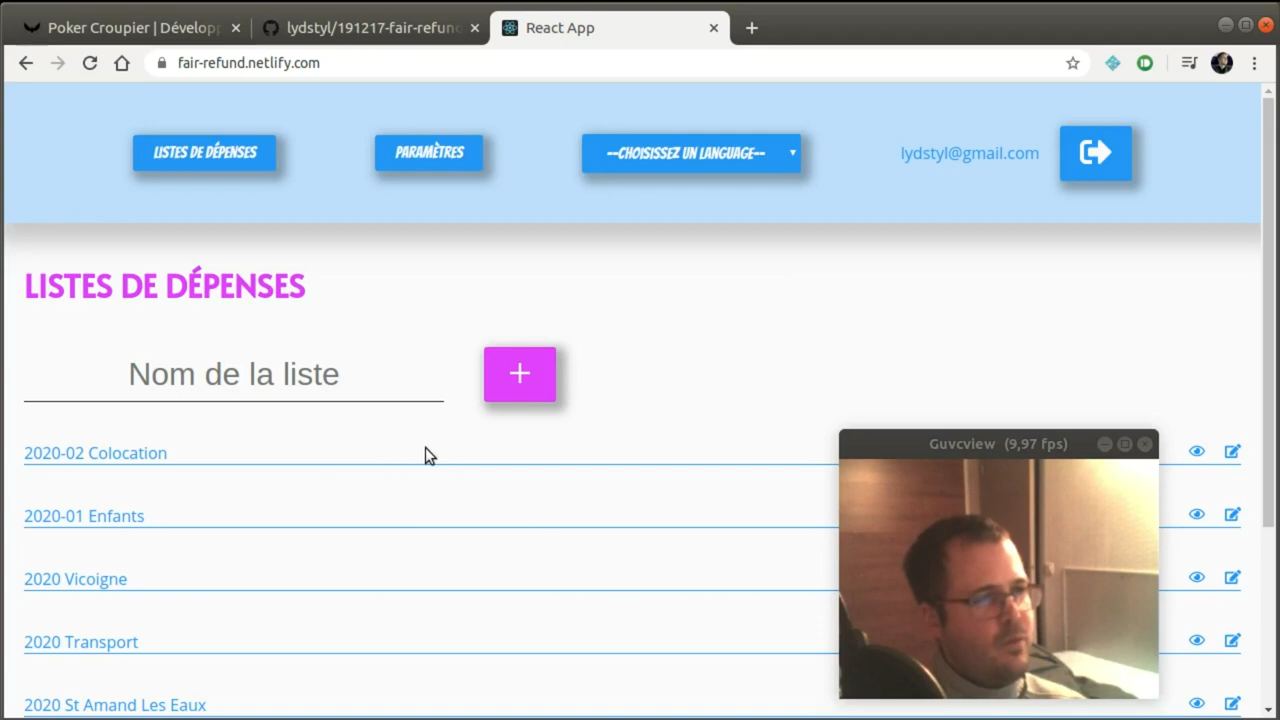 Poker Croupier | Développ
lydstyl/191217-fair-refund
React App
fair-refund.netlify.com
LISTES DE DÉPENSES
PARAMÈTRES
--CHOISISSEZ UN LANGUAGE--
lydstyl@gmail.com
LISTES DE DÉPENSES
Nom de la liste
+
2020-02 Colocation
Guvcview (9,97 fps)
2020-01 Enfants
2020 Vicoigne
2020 Transport
2020 St Amand Les Eaux